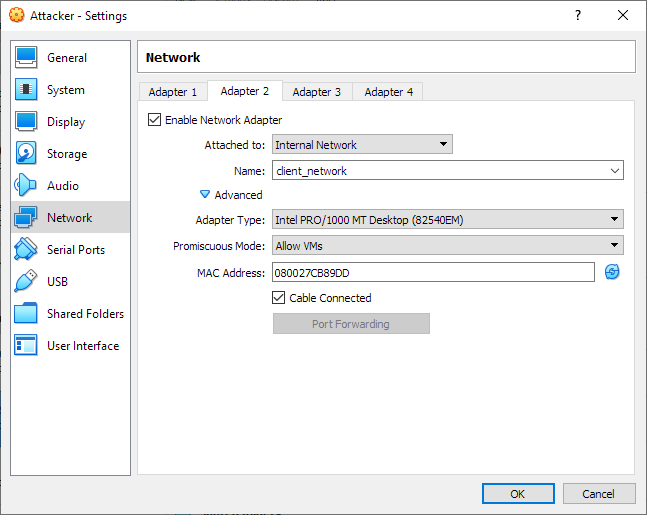 Attacker - Settings
?
General
System
Display
Storage
Audio
Network
Serial Ports
USB
Shared Folders
User Interface
Network
Adapter 1 Adapter 2 Adapter 3 Adapter 4
Enable Network Adapter
Attached to: Internal Network
Name: client_network
Advanced
Adapter Type: Intel PRO/1000 MT Desktop (82540EM)
Promiscuous Mode: Allow VMs
MAC Address: 080027CB89DD
Cable Connected
Port Forwarding
OK Cancel